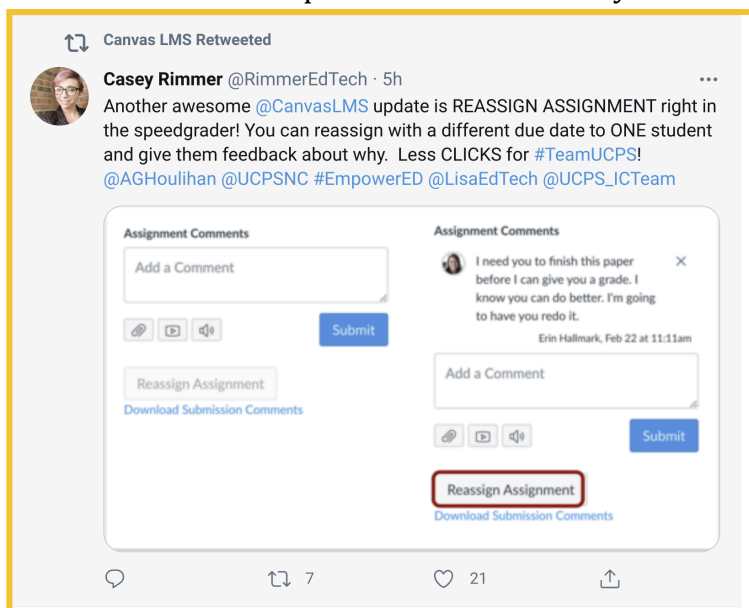 Canvas LMS Retweeted
Casey Rimmer @RimmerEdTech · 5h
Another awesome @CanvasLMS update is REASSIGN ASSIGNMENT right in
the speedgrader! You can reassign with a different due date to ONE student
and give them feedback about why.  Less CLICKS for #TeamUCPS!
@AGHoulihan @UCPSNC #EmpowerED @LisaEdTech @UCPS_ICTeam
Assignment Comments
Add a Comment
Submit
Reassign Assignment
Download Submission Comments
Assignment Comments
I need you to finish this paper
before I can give you a grade. I
know you can do better. I'm going
to have you redo it.
Erin Hallmark, Feb 22 at 11:11am
Add a Comment
Submit
Reassign Assignment
Download Submission Comments
7
21